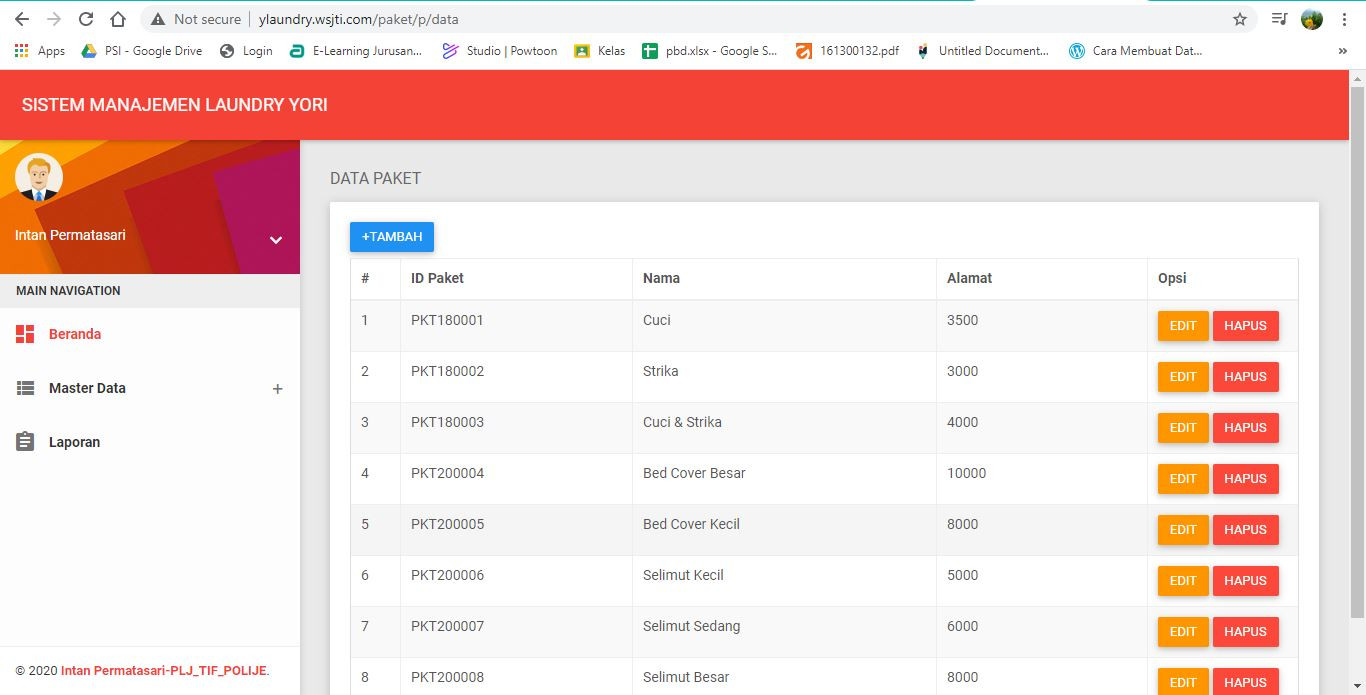 Not secure | ylaundry.wsjti.com/paket/p/data
Apps PSI - Google Drive Login E-Learning Jurusan... Studio | Powtoon Kelas pbd.xlsx - Google S... 161300132.pdf Untitled Document... Cara Membuat Dat... »
SISTEM MANAJEMEN LAUNDRY YORI
Intan Permatasari
MAIN NAVIGATION
Beranda
Master Data +
Laporan
© 2020 Intan Permatasari-PLJ_TIF_POLIJE.
DATA PAKET
+TAMBAH
# ID Paket Nama Alamat Opsi
1 PKT180001 Cuci 3500 EDIT HAPUS
2 PKT180002 Strika 3000 EDIT HAPUS
3 PKT180003 Cuci & Strika 4000 EDIT HAPUS
4 PKT200004 Bed Cover Besar 10000 EDIT HAPUS
5 PKT200005 Bed Cover Kecil 8000 EDIT HAPUS
6 PKT200006 Selimut Kecil 5000 EDIT HAPUS
7 PKT200007 Selimut Sedang 6000 EDIT HAPUS
8 PKT200008 Selimut Besar 8000 EDIT HAPUS